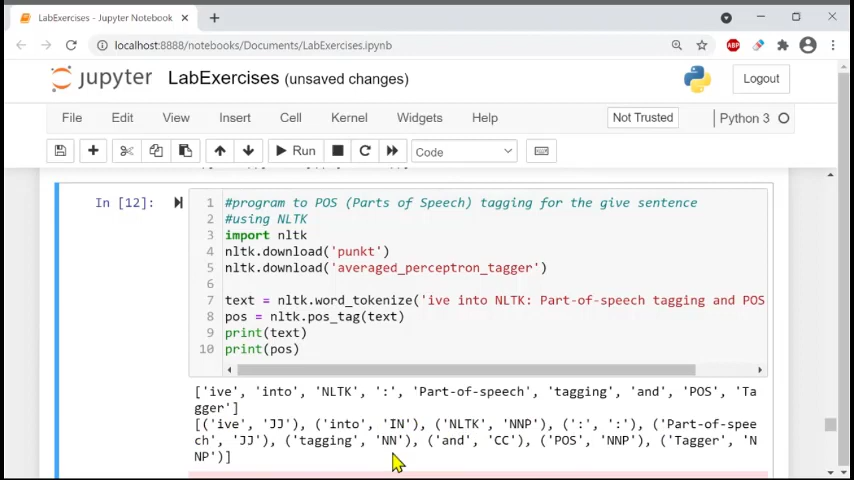 LabExercises - Jupyter Notebook
localhost:8888/notebooks/Documents/LabExercises.ipynb
ABP
jupyter LabExercises (unsaved changes)
Logout
File Edit View Insert Cell Kernel Widgets Help
Not Trusted
Python 3
Run
Code
In [12]:
1 #program to POS (Parts of Speech) tagging for the give sentence
2 #using NLTK
3 import nltk
4 nltk.download('punkt')
5 nltk.download('averaged_perceptron_tagger')
6
7 text = nltk.word_tokenize('ive into NLTK: Part-of-speech tagging and POS
8 pos = nltk.pos_tag(text)
9 print(text)
10 print(pos)
['ive', 'into', 'NLTK', ':', 'Part-of-speech', 'tagging', 'and', 'POS', 'Ta
gger']
[('ive', 'JJ'), ('into', 'IN'), ('NLTK', 'NNP'), (':', ':'), ('Part-of-spee
ch', 'JJ'), ('tagging', 'NN'), ('and', 'CC'), ('POS', 'NNP'), ('Tagger', 'N
NP')]